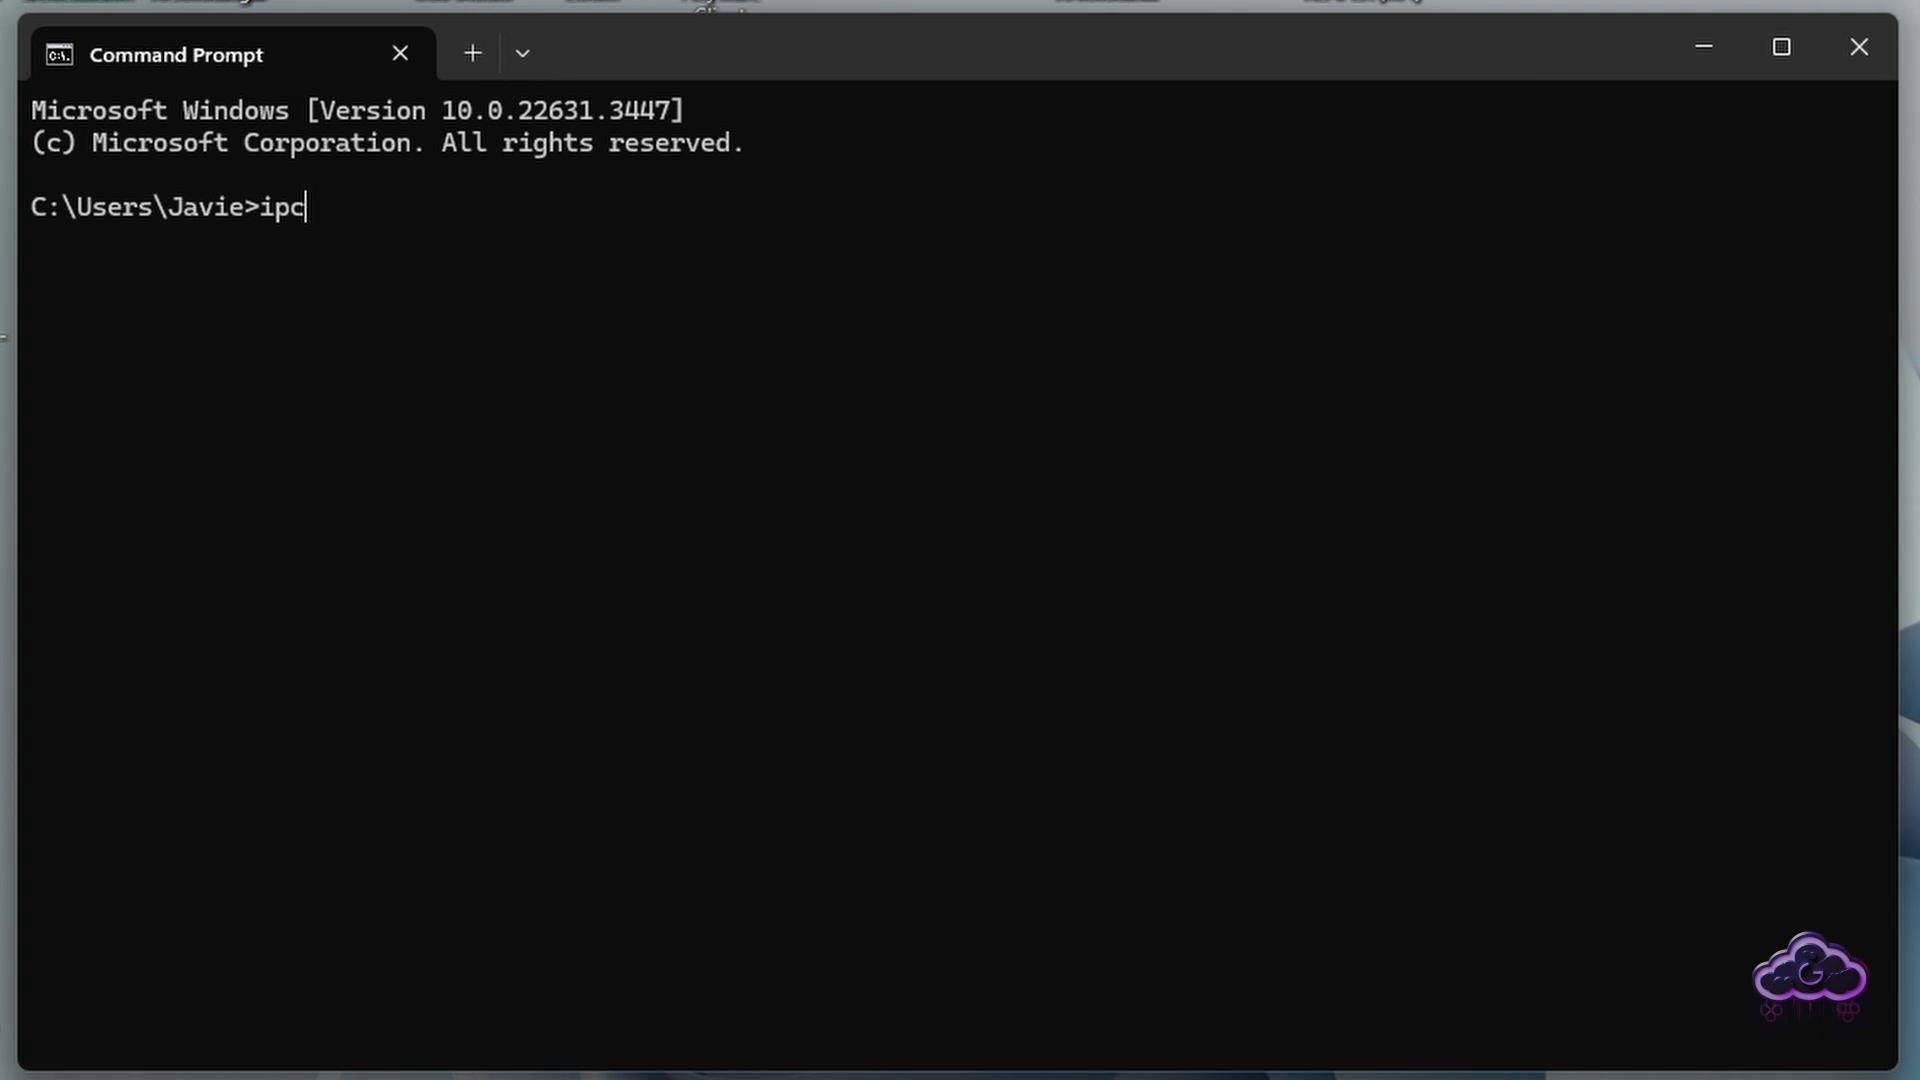 Command Prompt
Microsoft Windows [Version 10.0.22631.3447]
(c) Microsoft Corporation. All rights reserved.
C:\Users\Javie>ipc